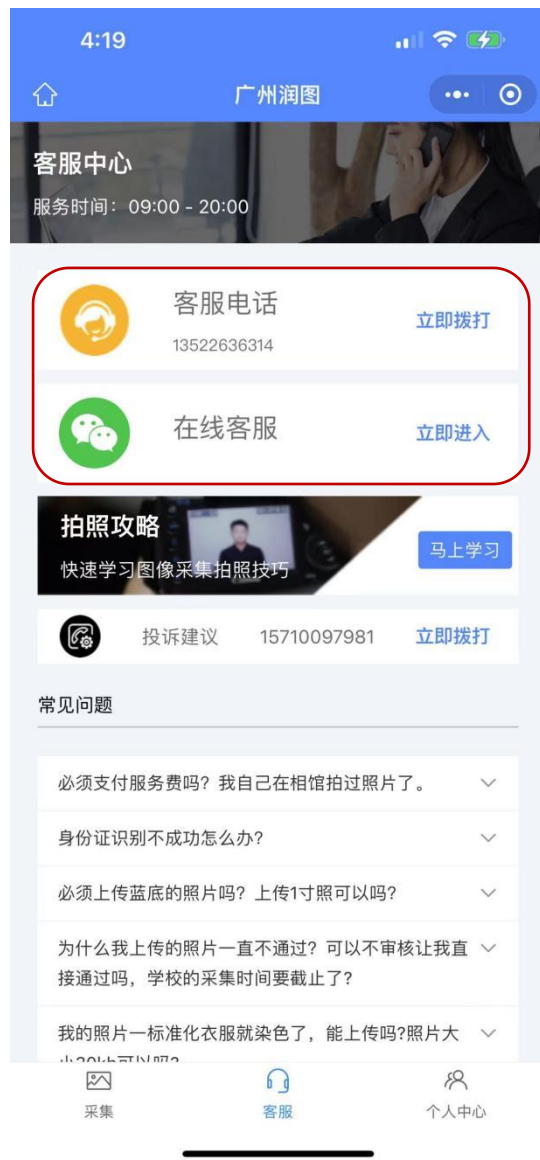 4:19
广州润图
客服中心
服务时间：09:00 - 20:00
客服电话
立即拨打
13522636314
在线客服
立即进入
拍照攻略
快速学习图像采集拍照技巧
马上学习
投诉建议 15710097981 立即拨打
常见问题
必须支付服务费吗？我自己在相馆拍过照片了。
身份证识别不成功怎么办?
必须上传蓝底的照片吗？上传1寸照可以吗?
为什么我上传的照片一直不通过？可以不审核让我直
接通过吗，学校的采集时间要截止了？
我的照片一标准化衣服就染色了，能上传吗?照片大
采集
客服
个人中心